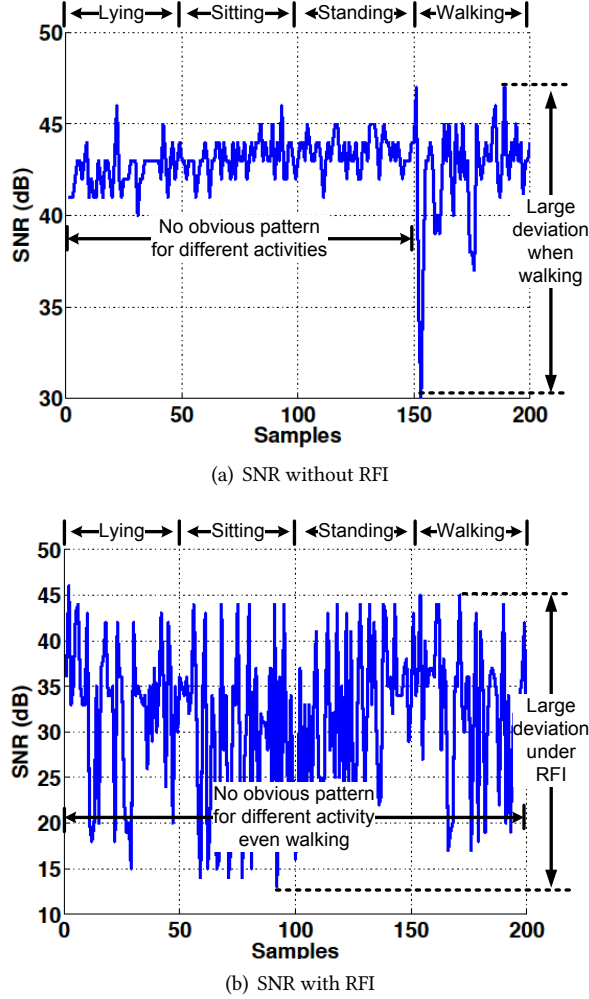 Lying Sitting Standing Walking
50
45
40
35
30
SNR (dB)
No obvious pattern
for different activities
Large
deviation
when
walking
0 50 100 150 200
Samples
(a) SNR without RFI
Lying Sitting Standing Walking
50
45
40
35
30
25
20
15
10
SNR (dB)
No obvious pattern
for different activity
even walking
Large
deviation
under
RFI
0 50 100 150 200
Samples
(b) SNR with RFI